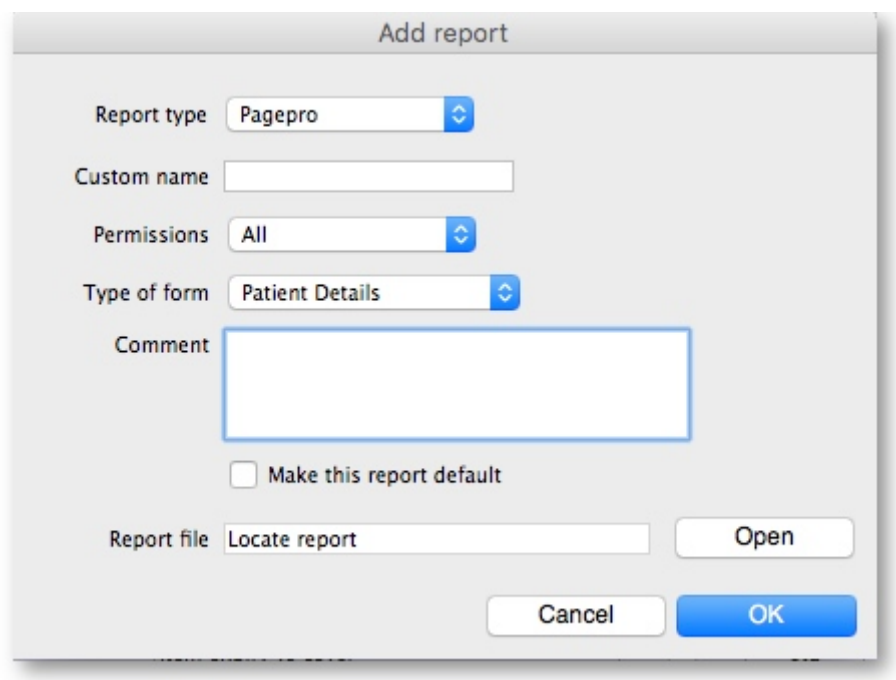 Add report
Report type Pagepro
Custom name
Permissions All
Type of form Patient Details
Comment
Make this report default
Report file Locate report Open
Cancel OK